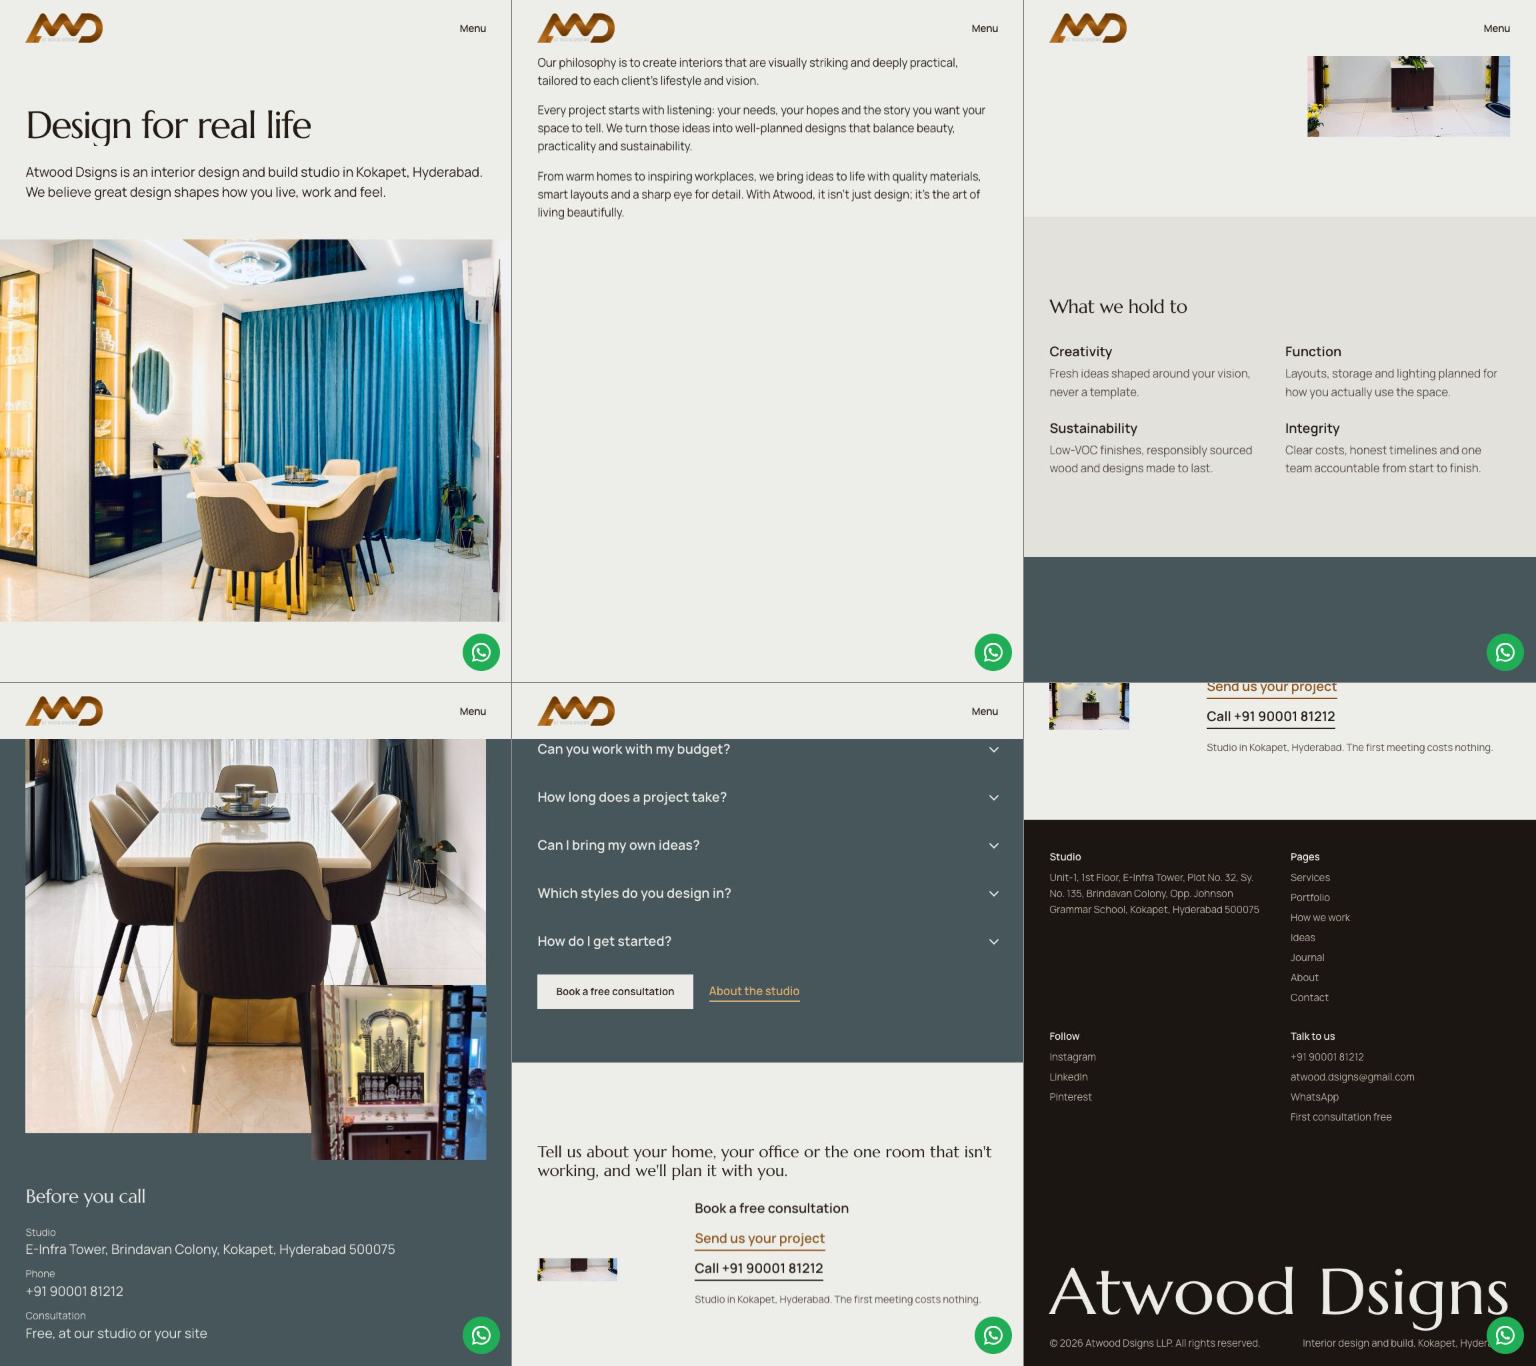 Menu
Design for real life
Atwood Dsigns is an interior design and build studio in Kokapet, Hyderabad.
We believe great design shapes how you live, work and feel.
Menu
Our philosophy is to create interiors that are visually striking and deeply practical,
tailored to each client's lifestyle and vision.
Every project starts with listening: your needs, your hopes and the story you want your
space to tell. We turn those ideas into well-planned designs that balance beauty,
practicality and sustainability.
From warm homes to inspiring workplaces, we bring ideas to life with quality materials,
smart layouts and a sharp eye for detail. With Atwood, it isn't just design; it's the art of
living beautifully.
Menu
What we hold to
Creativity
Fresh ideas shaped around your vision,
never a template.
Function
Layouts, storage and lighting planned for
how you actually use the space.
Sustainability
Low-VOC finishes, responsibly sourced
wood and designs made to last.
Integrity
Clear costs, honest timelines and one
team accountable from start to finish.
Menu
Before you call
Studio
E-Infra Tower, Brindavan Colony, Kokapet, Hyderabad 500075
Phone
+91 90001 81212
Consultation
Free, at our studio or your site
Menu
Can you work with my budget?
How long does a project take?
Can I bring my own ideas?
Which styles do you design in?
How do I get started?
Book a free consultation
About the studio
Tell us about your home, your office or the one room that isn't
working, and we'll plan it with you.
Book a free consultation
Send us your project
Call +91 90001 81212
Studio in Kokapet, Hyderabad. The first meeting costs nothing.
Send us your project
Call +91 90001 81212
Studio in Kokapet, Hyderabad. The first meeting costs nothing.
Studio
Unit-1, 1st Floor, E-Infra Tower, Plot No. 32, Sy.
No. 135, Brindavan Colony, Opp. Johnson
Grammar School, Kokapet, Hyderabad 500075
Pages
Services
Portfolio
How we work
Ideas
Journal
About
Contact
Follow
Instagram
LinkedIn
Pinterest
Talk to us
+91 90001 81212
atwood.dsigns@gmail.com
WhatsApp
First consultation free
Atwood Dsigns
© 2026 Atwood Dsigns LLP. All rights reserved.
Interior design and build, Kokapet,